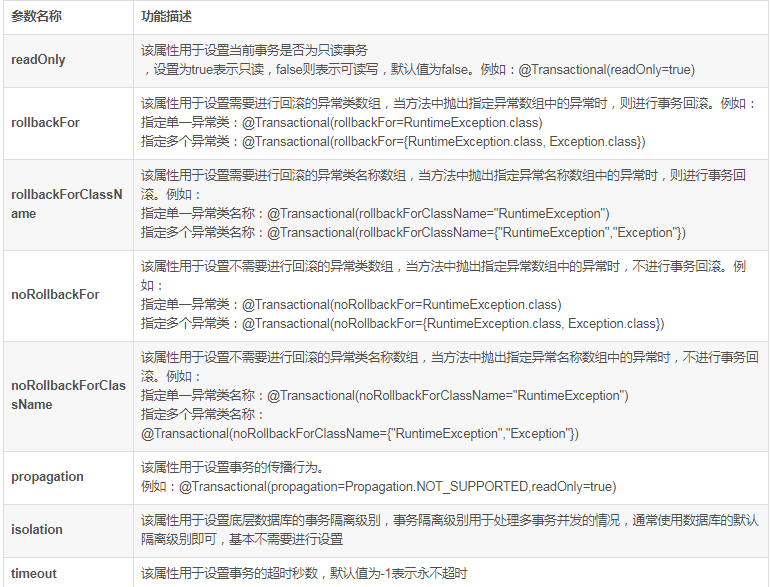 参数名称 功能描述
readOnly
该属性用于设置当前事务是否为只读事务
，设置为true表示只读，false则表示可读写，默认值为false。例如：@Transactional(readOnly=true)
rollbackFor
该属性用于设置需要进行回滚的异常类数组，当方法中抛出指定异常数组中的异常时，则进行事务回滚。例如：
指定单一异常类：@Transactional(rollbackFor=RuntimeException.class)
指定多个异常类：@Transactional(rollbackFor={RuntimeException.class, Exception.class})
rollbackForClassN
ame
该属性用于设置需要进行回滚的异常类名称数组，当方法中抛出指定异常名称数组中的异常时，则进行事务回
滚。例如：
指定单一异常类名称：@Transactional(rollbackForClassName="RuntimeException")
指定多个异常类名称：@Transactional(rollbackForClassName={"RuntimeException","Exception"})
noRollbackFor
该属性用于设置不需要进行回滚的异常类数组，当方法中抛出指定异常数组中的异常时，不进行事务回滚。例
如：
指定单一异常类：@Transactional(noRollbackFor=RuntimeException.class)
指定多个异常类：@Transactional(noRollbackFor={RuntimeException.class, Exception.class})
noRollbackForClas
sName
该属性用于设置不需要进行回滚的异常类名称数组，当方法中抛出指定异常名称数组中的异常时，不进行事务回
滚。例如：
指定单一异常类名称：@Transactional(noRollbackForClassName="RuntimeException")
指定多个异常类名称：
@Transactional(noRollbackForClassName={"RuntimeException","Exception"})
propagation
该属性用于设置事务的传播行为。
例如：@Transactional(propagation=Propagation.NOT_SUPPORTED,readOnly=true)
isolation
该属性用于设置底层数据库的事务隔离级别，事务隔离级别用于处理多事务并发的情况，通常使用数据库的默认
隔离级别即可，基本不需要进行设置
timeout
该属性用于设置事务的超时秒数，默认值为-1表示永不超时